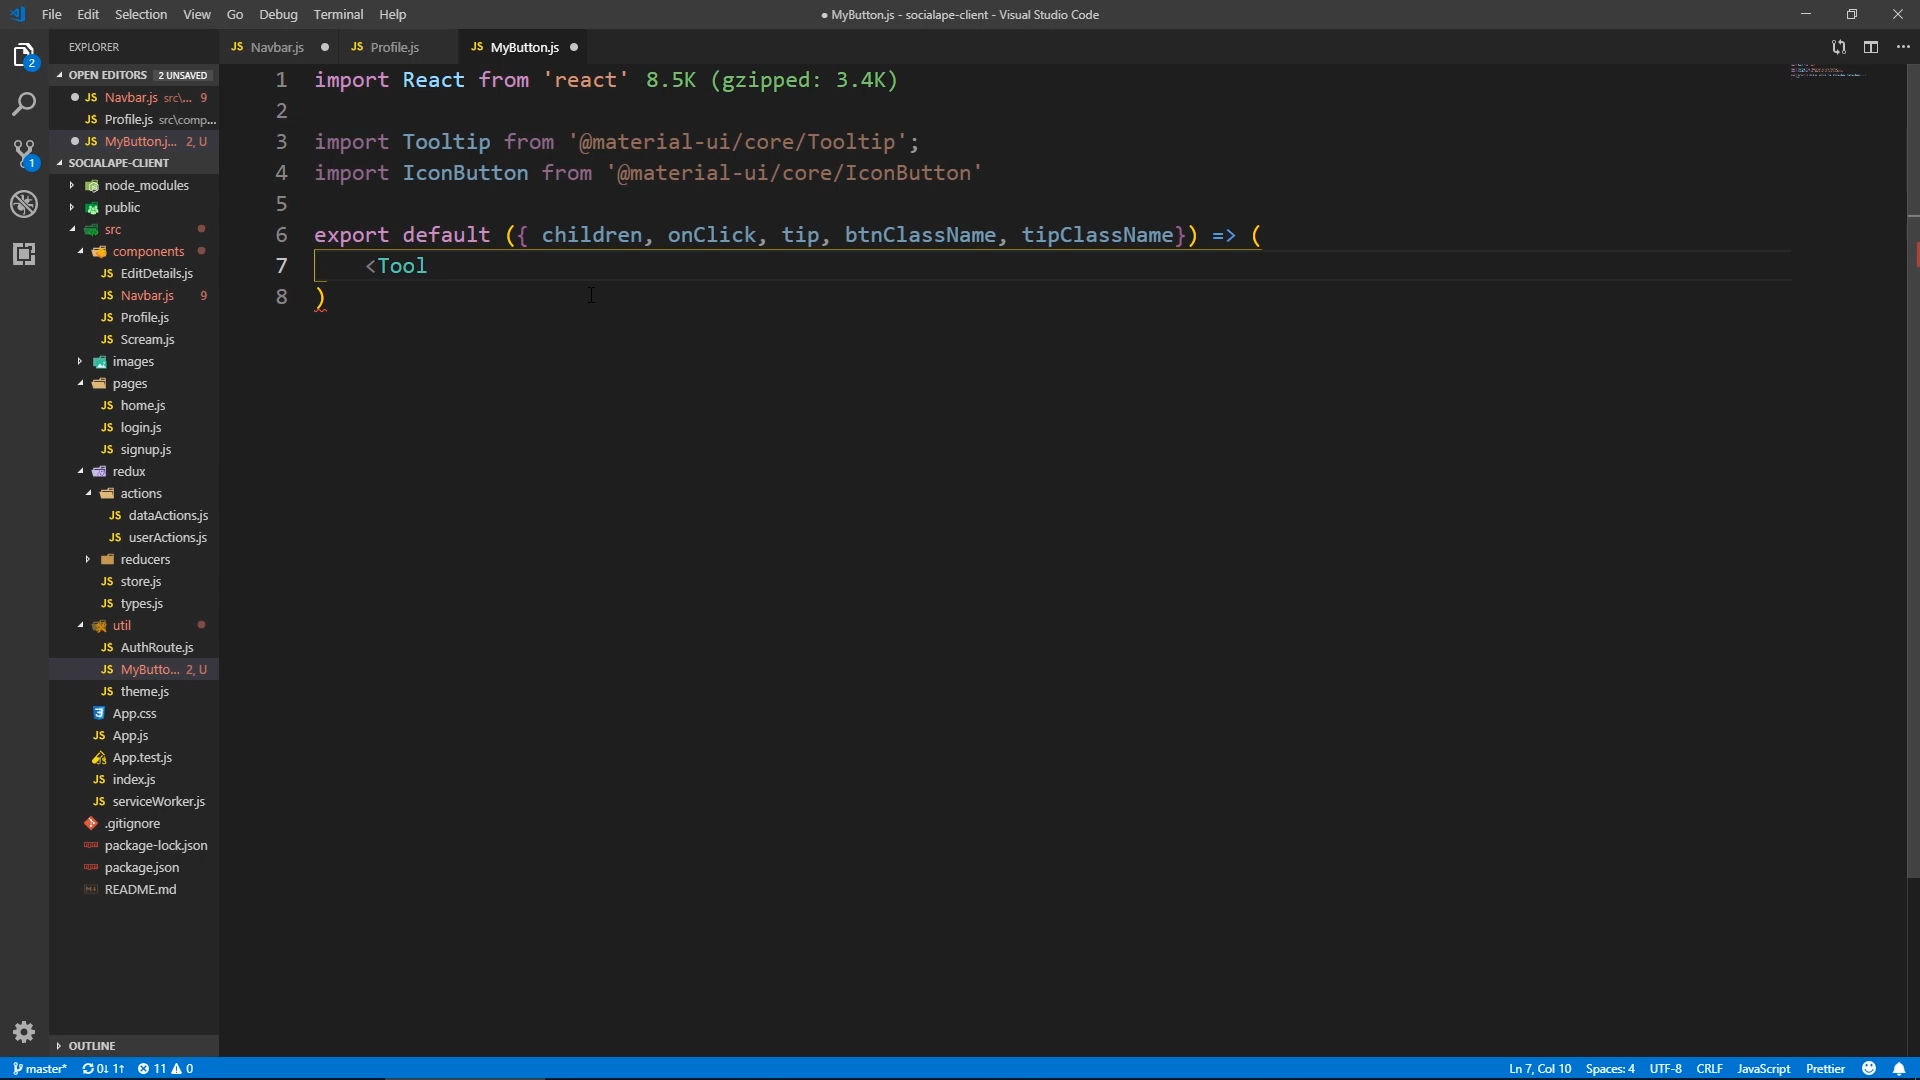 File Edit Selection View Go Debug Terminal Help
● MyButton.js - socialape-client - Visual Studio Code
EXPLORER
JS Navbar.js ●
JS Profile.js
JS MyButton.js ●
OPEN EDITORS 2 UNSAVED
● JS Navbar.js src\... 9
JS Profile.js src\comp...
● JS MyButton.j... 2, U
SOCIALAPE-CLIENT
node_modules
public
src
components
JS EditDetails.js
JS Navbar.js 9
JS Profile.js
JS Scream.js
images
pages
JS home.js
JS login.js
JS signup.js
redux
actions
JS dataActions.js
JS userActions.js
reducers
JS store.js
JS types.js
util
JS AuthRoute.js
JS MyButto... 2, U
JS theme.js
App.css
JS App.js
App.test.js
JS index.js
JS serviceWorker.js
.gitignore
package-lock.json
package.json
README.md
OUTLINE
2
1
1 import React from 'react' 8.5K (gzipped: 3.4K)
2
3 import Tooltip from '@material-ui/core/Tooltip';
4 import IconButton from '@material-ui/core/IconButton'
5
6 export default ({ children, onClick, tip, btnClassName, tipClassName}) => (
7 <Tool
8 )
master* 0↓ 1↑ 11 0
Ln 7, Col 10 Spaces: 4 UTF-8 CRLF JavaScript Prettier